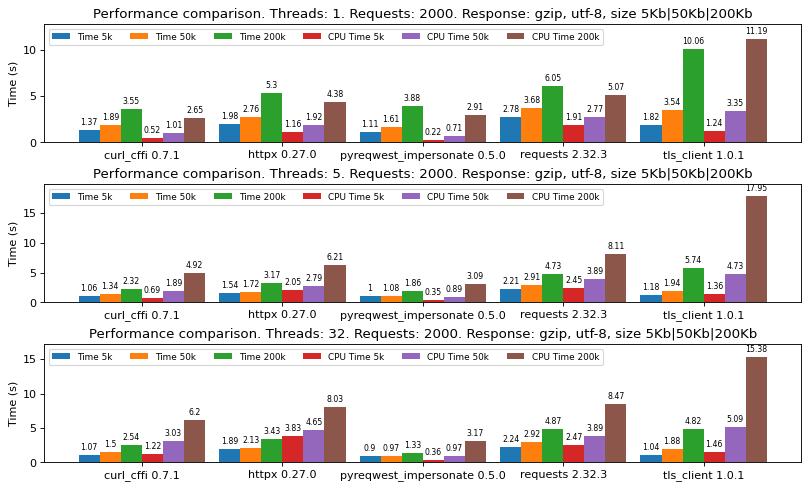 Performance comparison. Threads: 1. Requests: 2000. Response: gzip, utf-8, size 5Kb|50Kb|200Kb
Time 5k Time 50k Time 200k CPU Time 5k CPU Time 50k CPU Time 200k
Time (s)
10
5
0
1.37 1.89 3.55 0.52 1.01 2.65
1.98 2.76 5.3 1.16 1.92 4.38
1.11 1.61 3.88 0.22 0.71 2.91
2.78 3.68 6.05 1.91 2.77 5.07
1.82 3.54 10.06 1.24 3.35 11.19
curl_cffi 0.7.1 httpx 0.27.0 pyreqwest_impersonate 0.5.0 requests 2.32.3 tls_client 1.0.1
Performance comparison. Threads: 5. Requests: 2000. Response: gzip, utf-8, size 5Kb|50Kb|200Kb
Time 5k Time 50k Time 200k CPU Time 5k CPU Time 50k CPU Time 200k
Time (s)
15
10
5
0
1.06 1.34 2.32 0.69 1.89 4.92
1.54 1.72 3.17 2.05 2.79 6.21
1 1.08 1.86 0.35 0.89 3.09
2.21 2.91 4.73 2.45 3.89 8.11
1.18 1.94 5.74 1.36 4.73 17.95
curl_cffi 0.7.1 httpx 0.27.0 pyreqwest_impersonate 0.5.0 requests 2.32.3 tls_client 1.0.1
Performance comparison. Threads: 32. Requests: 2000. Response: gzip, utf-8, size 5Kb|50Kb|200Kb
Time 5k Time 50k Time 200k CPU Time 5k CPU Time 50k CPU Time 200k
Time (s)
15
10
5
0
1.07 1.5 2.54 1.22 3.03 6.2
1.89 2.13 3.43 3.83 4.65 8.03
0.9 0.97 1.33 0.36 0.97 3.17
2.24 2.92 4.87 2.47 3.89 8.47
1.04 1.88 4.82 1.46 5.09 15.38
curl_cffi 0.7.1 httpx 0.27.0 pyreqwest_impersonate 0.5.0 requests 2.32.3 tls_client 1.0.1